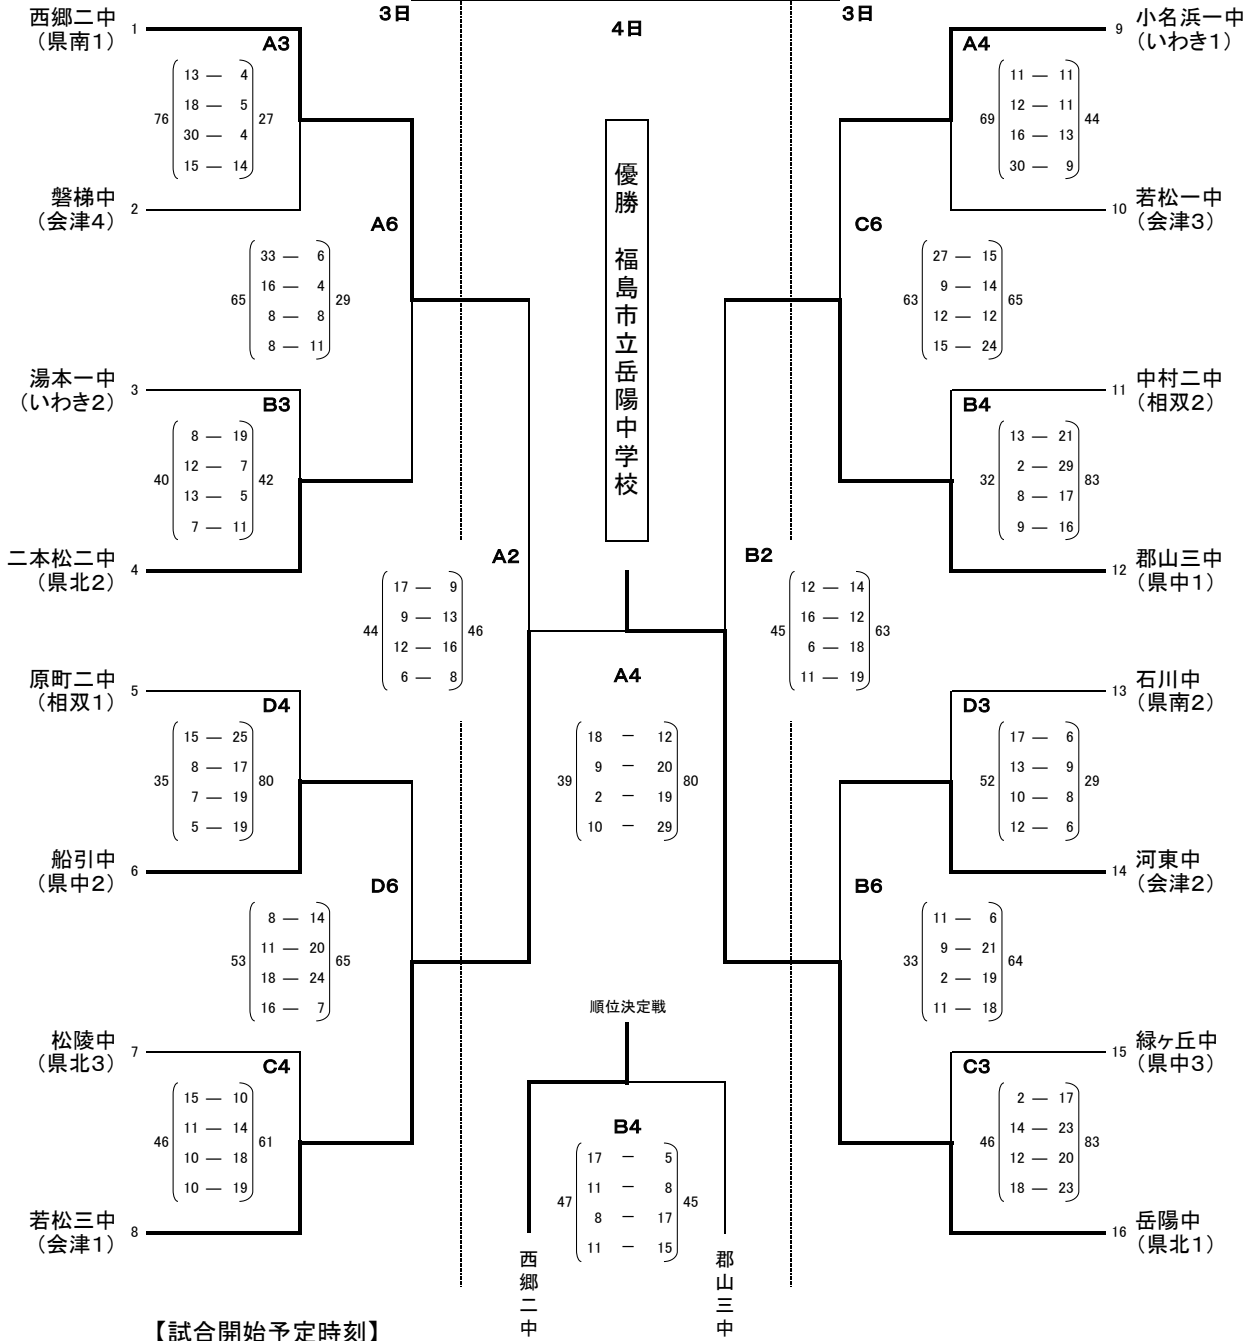 3日
4日
3日
西郷二中
(県南1)
1
A3
76
13 — 4
18 — 5
30 — 4
15 — 14
27
磐梯中
(会津4)
2
A6
65
33 — 6
16 — 4
8 — 8
8 — 11
29
湯本一中
(いわき2)
3
B3
40
8 — 19
12 — 7
13 — 5
7 — 11
42
二本松二中
(県北2)
4
A2
44
17 — 9
9 — 13
12 — 16
6 — 8
46
原町二中
(相双1)
5
D4
35
15 — 25
8 — 17
7 — 19
5 — 19
80
船引中
(県中2)
6
D6
53
8 — 14
11 — 20
18 — 24
16 — 7
65
松陵中
(県北3)
7
C4
46
15 — 10
11 — 14
10 — 18
10 — 19
61
若松三中
(会津1)
8
優勝 福島市立岳陽中学校
A4
39
18 － 12
9 － 20
2 － 19
10 － 29
80
順位決定戦
B4
47
17 － 5
11 － 8
8 － 17
11 － 15
45
西郷二中
郡山三中
9
小名浜一中
(いわき1)
A4
69
11 — 11
12 — 11
16 — 13
30 — 9
44
10
若松一中
(会津3)
C6
63
27 — 15
9 — 14
12 — 12
15 — 24
65
11
中村二中
(相双2)
B4
32
13 — 21
2 — 29
8 — 17
9 — 16
83
12
郡山三中
(県中1)
B2
45
12 — 14
16 — 12
6 — 18
11 — 19
63
13
石川中
(県南2)
D3
52
17 — 6
13 — 9
10 — 8
12 — 6
29
14
河東中
(会津2)
B6
33
11 — 6
9 — 21
2 — 19
11 — 18
64
15
緑ヶ丘中
(県中3)
C3
46
2 — 17
14 — 23
12 — 20
18 — 23
83
16
岳陽中
(県北1)
【試合開始予定時刻】